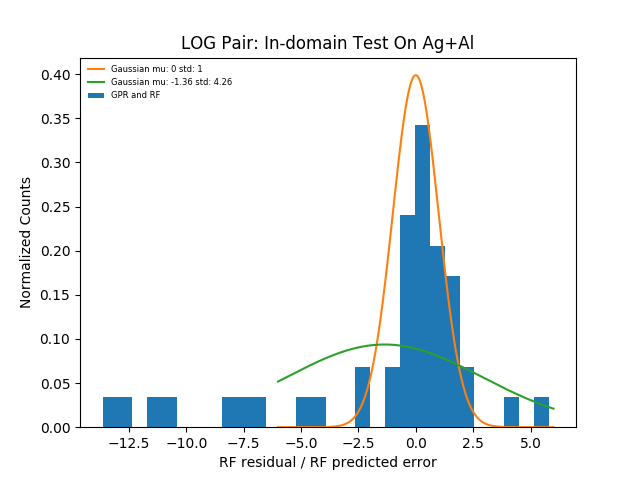 LOG Pair: In-domain Test On Ag+Al
Gaussian mu: 0 std: 1
Gaussian mu: -1.36 std: 4.26
GPR and RF
0.40
0.35
0.30
0.25
0.20
0.15
0.10
0.05
0.00
Normalized Counts
−12.5 −10.0 −7.5 −5.0 −2.5 0.0 2.5 5.0
RF residual / RF predicted error